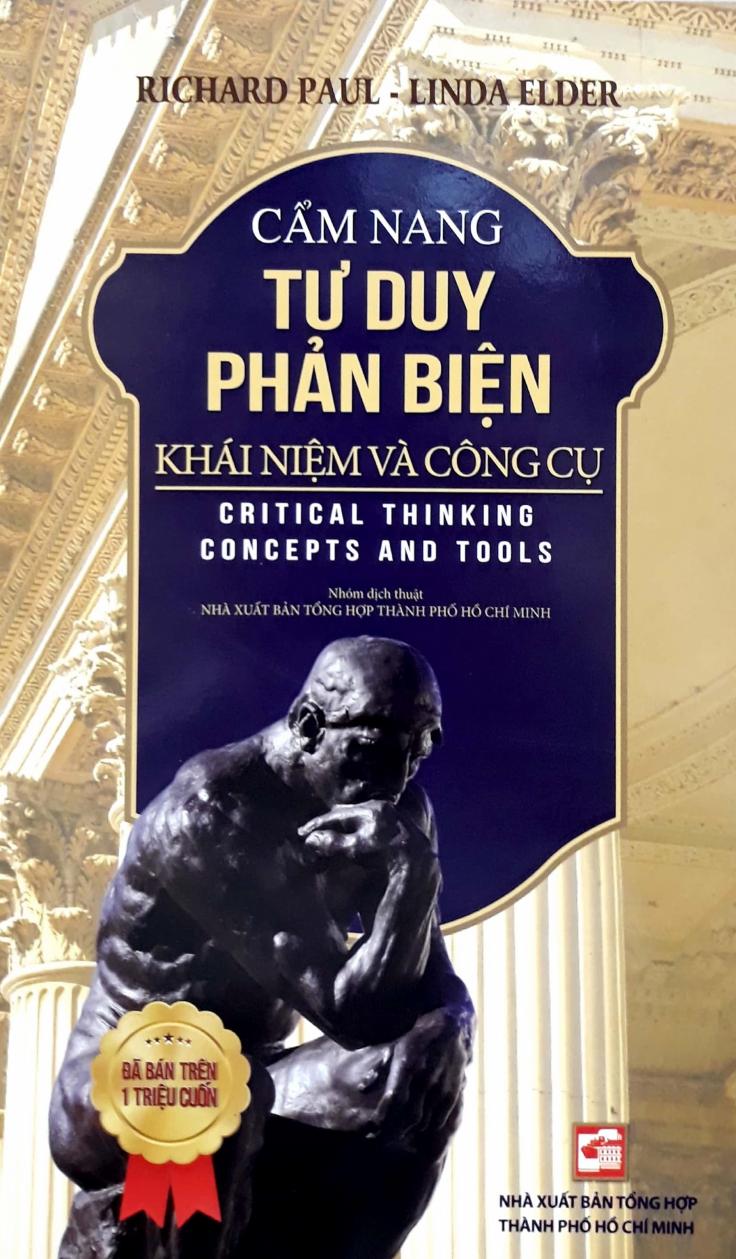 RICHARD PAUL - LINDA ELDER
CẨM NANG
TƯ DUY
PHẢN BIỆN
KHÁI NIỆM VÀ CÔNG CỤ
CRITICAL THINKING
CONCEPTS AND TOOLS
Nhóm dịch thuật
NHÀ XUẤT BẢN TỔNG HỢP THÀNH PHỐ HỒ CHÍ MINH
ĐÃ BÁN TRÊN
1 TRIỆU CUỐN
NHÀ XUẤT BẢN TỔNG HỢP
THÀNH PHỐ HỒ CHÍ MINH